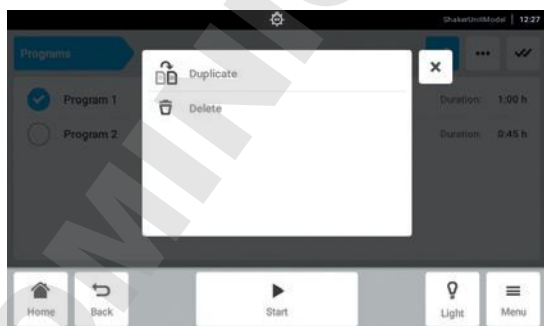 ShakerUnitModel | 12:27
Programs
Duplicate
Delete
Program 1 Duration: 1:00 h
Program 2 Duration: 0:45 h
Home Back Start Light Menu